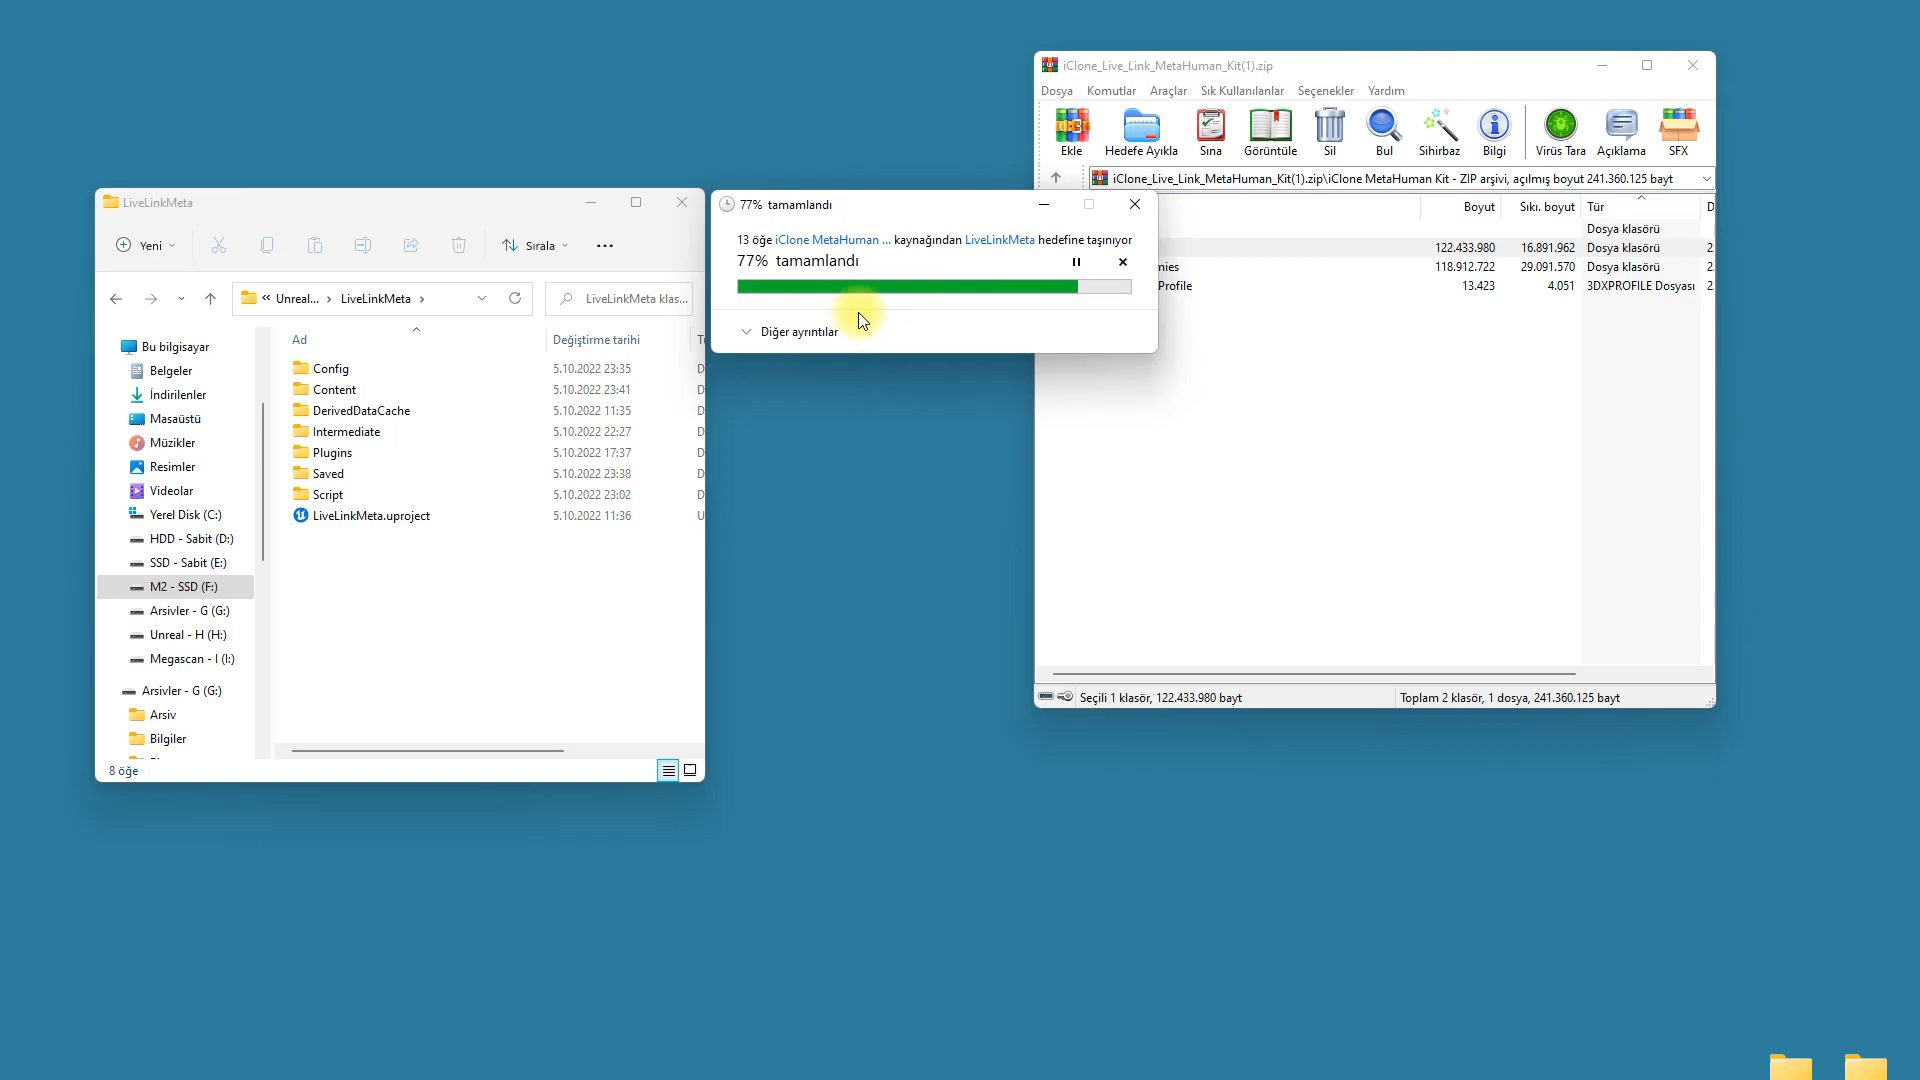 iClone_Live_Link_MetaHuman_Kit(1).zip
Dosya Komutlar Araçlar Sık Kullanılanlar Seçenekler Yardım
Ekle Hedefe Ayıkla Sına Görüntüle Sil Bul Sihirbaz Bilgi Virüs Tara Açıklama SFX
iClone_Live_Link_MetaHuman_Kit(1).zip\iClone MetaHuman Kit - ZIP arşivi, açılmış boyut 241.360.125 bayt
Boyut Sıkı. boyut Tür
Dosya klasörü
122.433.980 16.891.962 Dosya klasörü
118.912.722 29.091.570 Dosya klasörü
13.423 4.051 3DXPROFILE Dosyası
Seçili 1 klasör, 122.433.980 bayt
Toplam 2 klasör, 1 dosya, 241.360.125 bayt
77% tamamlandı
13 öğe iClone MetaHuman ... kaynağından LiveLinkMeta hedefine taşınıyor
77% tamamlandı
Diğer ayrıntılar
LiveLinkMeta
Yeni Sırala
« Unreal... LiveLinkMeta
LiveLinkMeta klas...
Bu bilgisayar
Belgeler
İndirilenler
Masaüstü
Müzikler
Resimler
Videolar
Yerel Disk (C:)
HDD - Sabit (D:)
SSD - Sabit (E:)
M2 - SSD (F:)
Arsivler - G (G:)
Unreal - H (H:)
Megascan - I (I:)
Arsivler - G (G:)
Arsiv
Bilgiler
Ad Değiştirme tarihi
Config 5.10.2022 23:35
Content 5.10.2022 23:41
DerivedDataCache 5.10.2022 11:35
Intermediate 5.10.2022 22:27
Plugins 5.10.2022 17:37
Saved 5.10.2022 23:38
Script 5.10.2022 23:02
LiveLinkMeta.uproject 5.10.2022 11:36
8 öğe